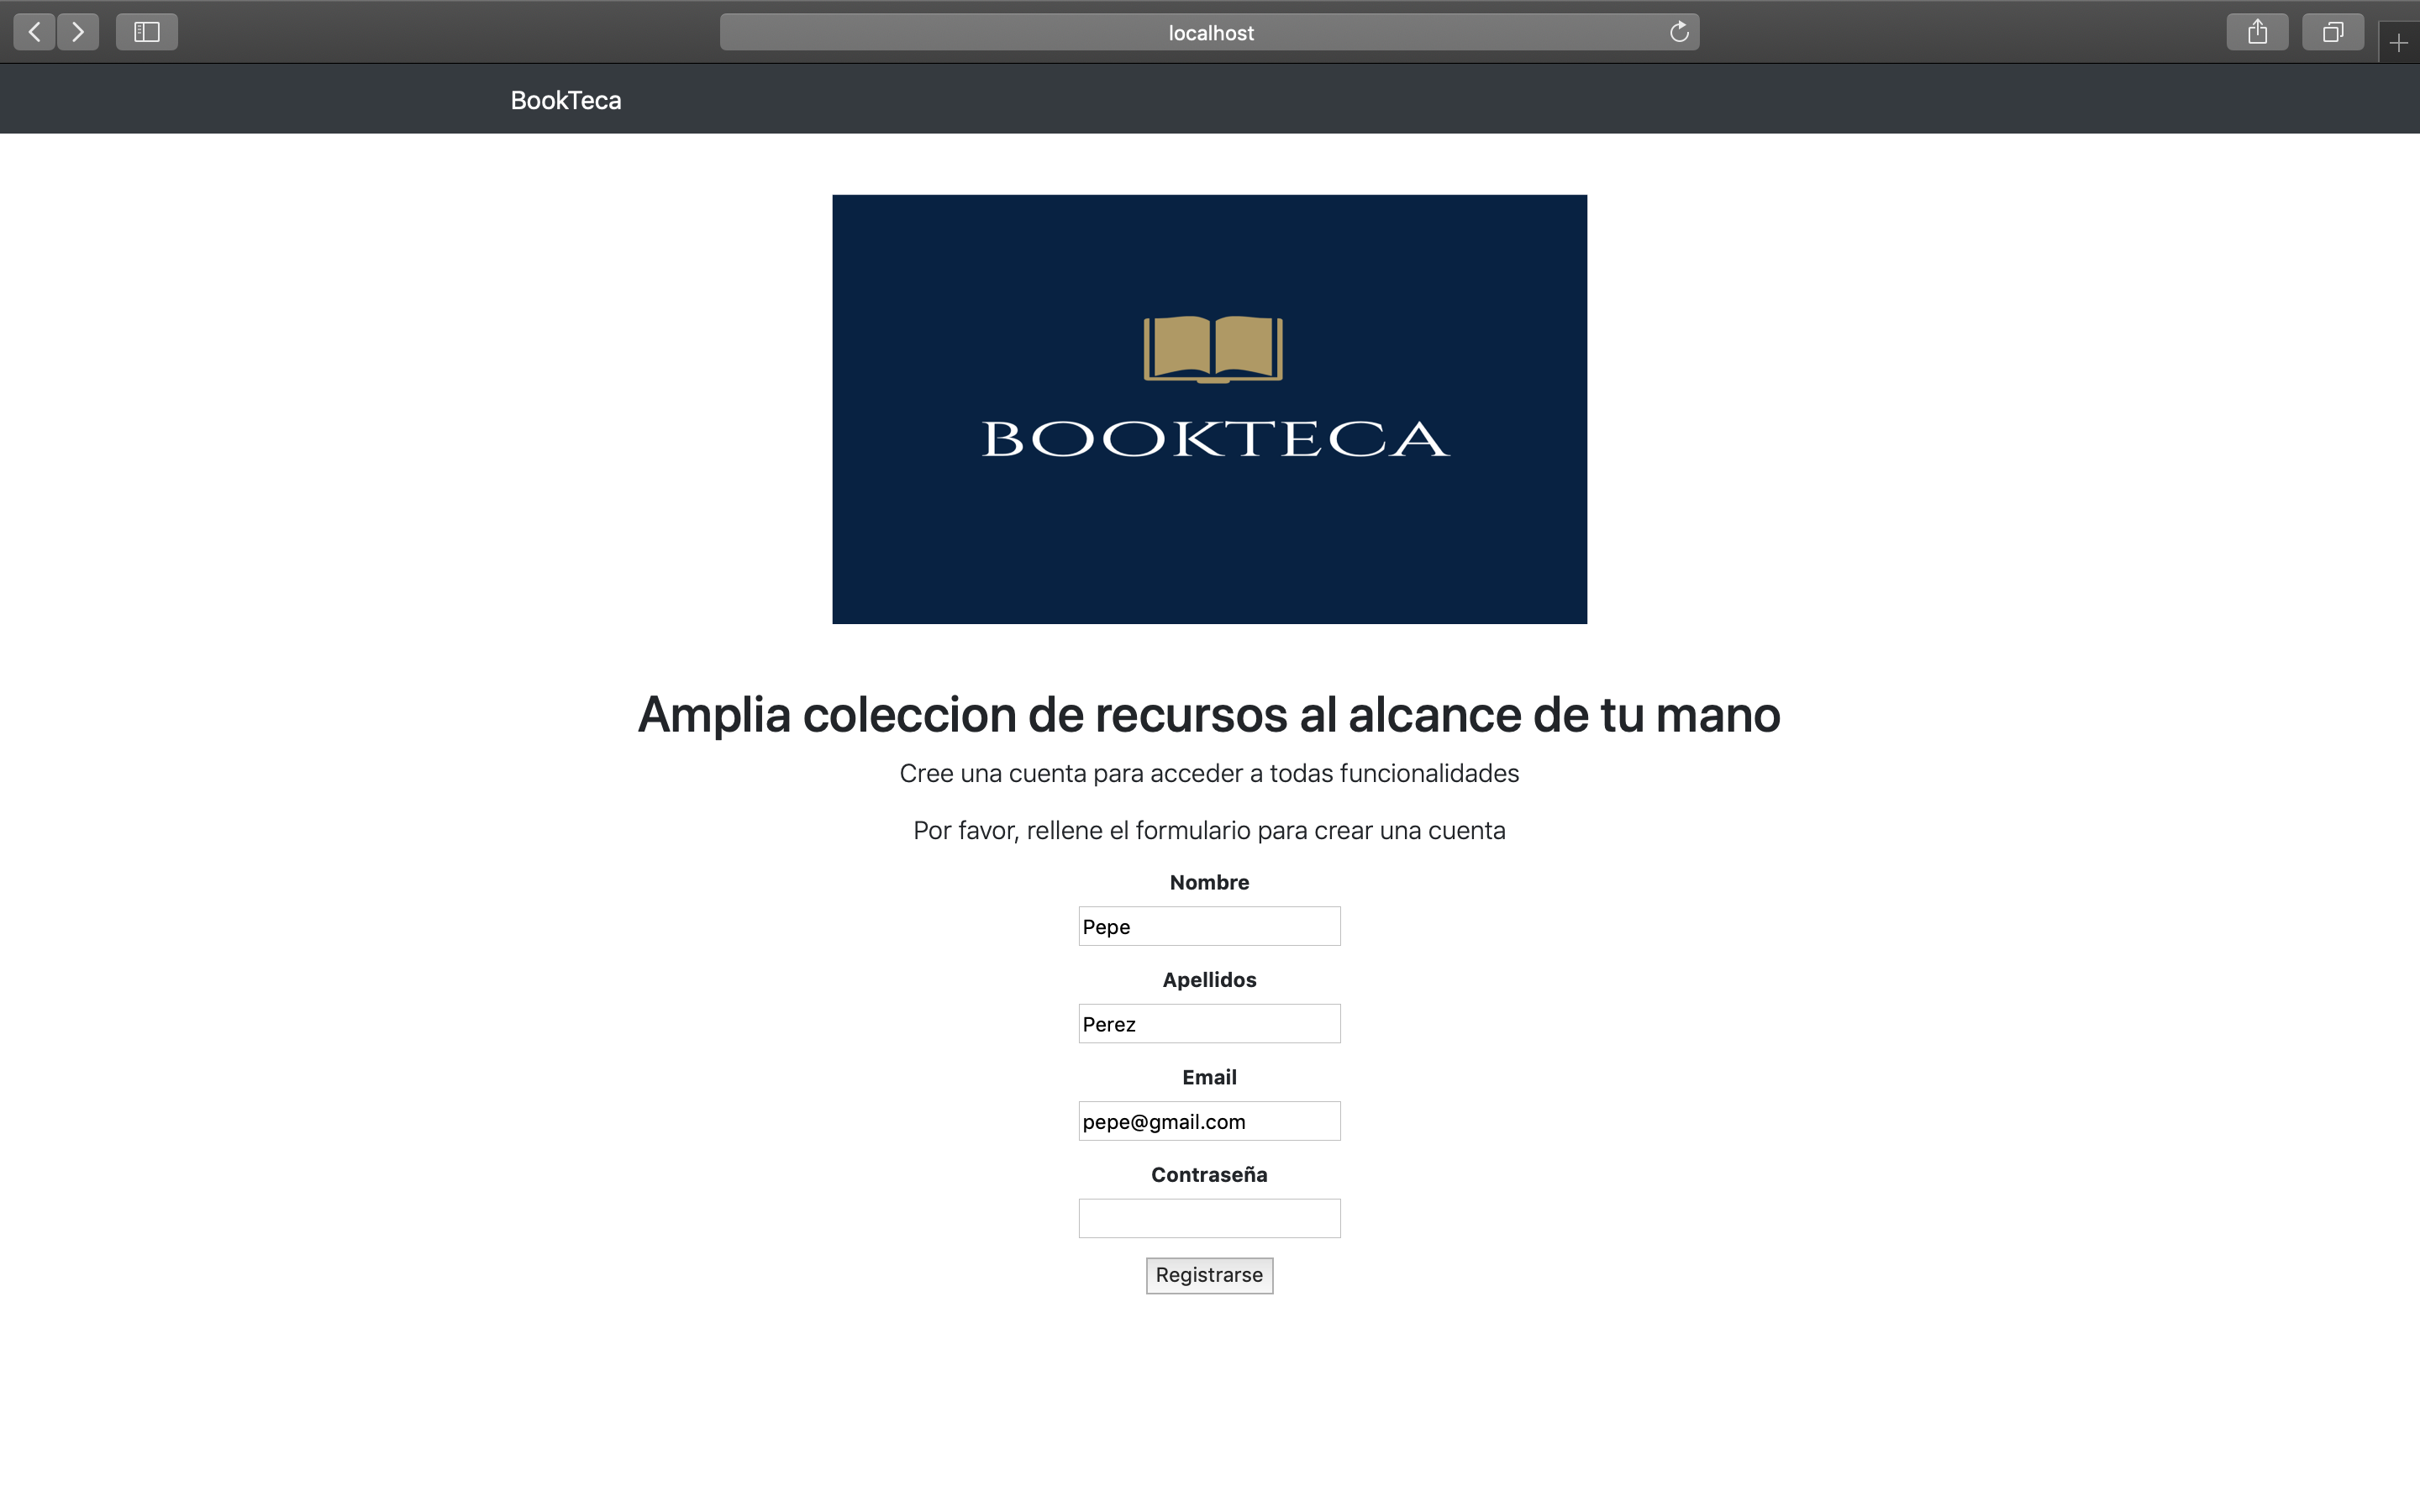 localhost
BookTeca
BOOKTECA
Amplia coleccion de recursos al alcance de tu mano
Cree una cuenta para acceder a todas funcionalidades
Por favor, rellene el formulario para crear una cuenta
Nombre
Pepe
Apellidos
Perez
Email
pepe@gmail.com
Contraseña
Registrarse